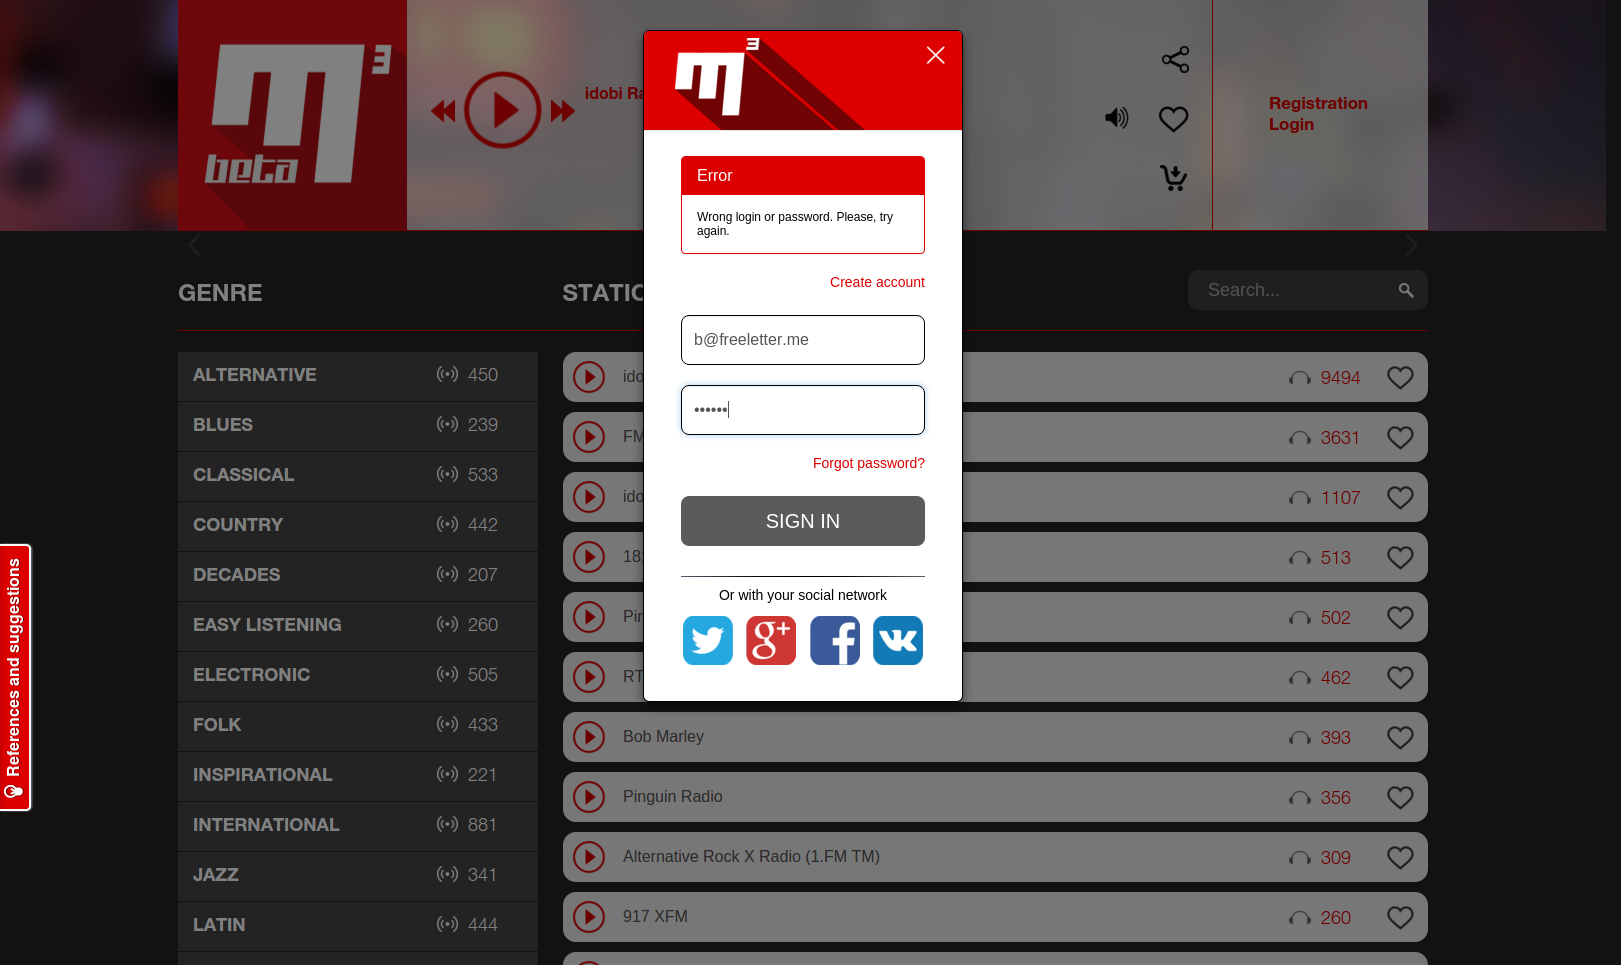 M3
beta
idobi Ra
Registration
Login
M3
Error
Wrong login or password. Please, try
again.
Create account
b@freeletter.me
••••••
Forgot password?
SIGN IN
Or with your social network
GENRE
STATIO
Search...
ALTERNATIVE 450
BLUES 239
CLASSICAL 533
COUNTRY 442
DECADES 207
EASY LISTENING 260
ELECTRONIC 505
FOLK 433
INSPIRATIONAL 221
INTERNATIONAL 881
JAZZ 341
LATIN 444
ido 9494
FM 3631
ido 1107
18 513
Pin 502
RT 462
Bob Marley 393
Pinguin Radio 356
Alternative Rock X Radio (1.FM TM) 309
917 XFM 260
References and suggestions